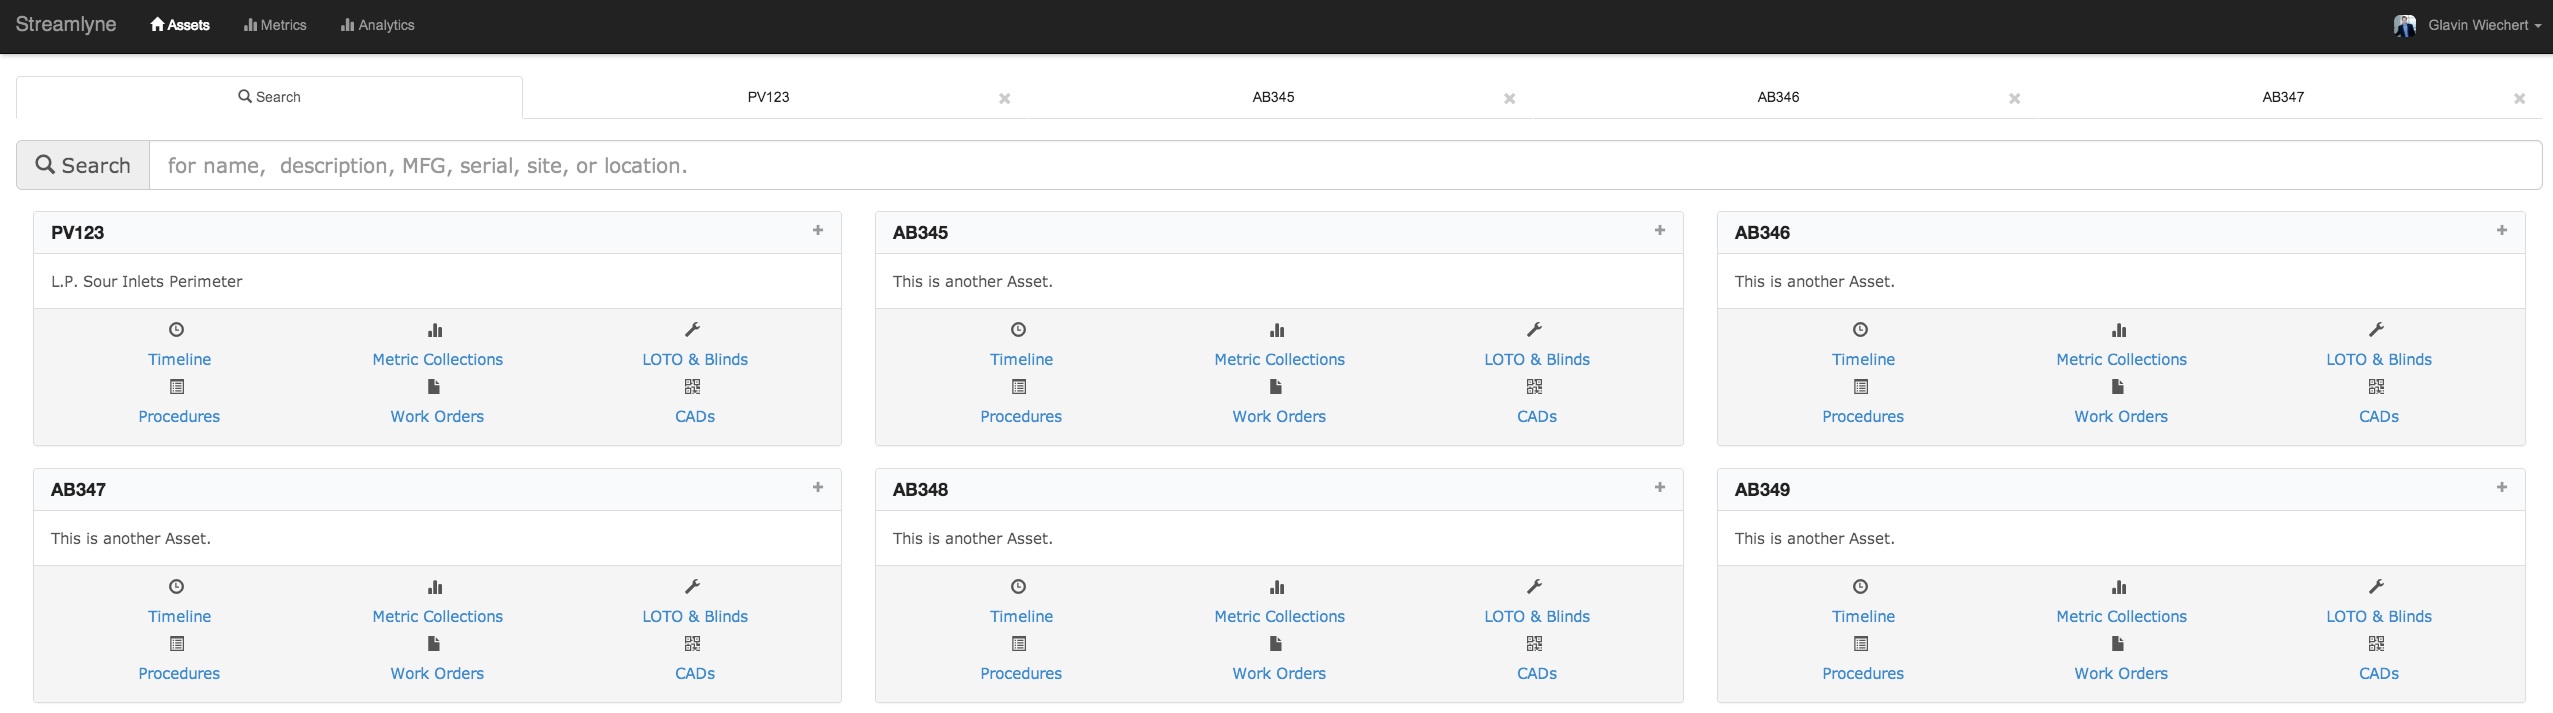 Streamlyne Assets Metrics Analytics Glavin Wiechert
Search PV123 AB345 AB346 AB347
Search for name,  description, MFG, serial, site, or location.
PV123 AB345 AB346
L.P. Sour Inlets Perimeter This is another Asset. This is another Asset.
Timeline Metric Collections LOTO & Blinds Timeline Metric Collections LOTO & Blinds Timeline Metric Collections LOTO & Blinds
Procedures Work Orders CADs Procedures Work Orders CADs Procedures Work Orders CADs
AB347 AB348 AB349
This is another Asset. This is another Asset. This is another Asset.
Timeline Metric Collections LOTO & Blinds Timeline Metric Collections LOTO & Blinds Timeline Metric Collections LOTO & Blinds
Procedures Work Orders CADs Procedures Work Orders CADs Procedures Work Orders CADs